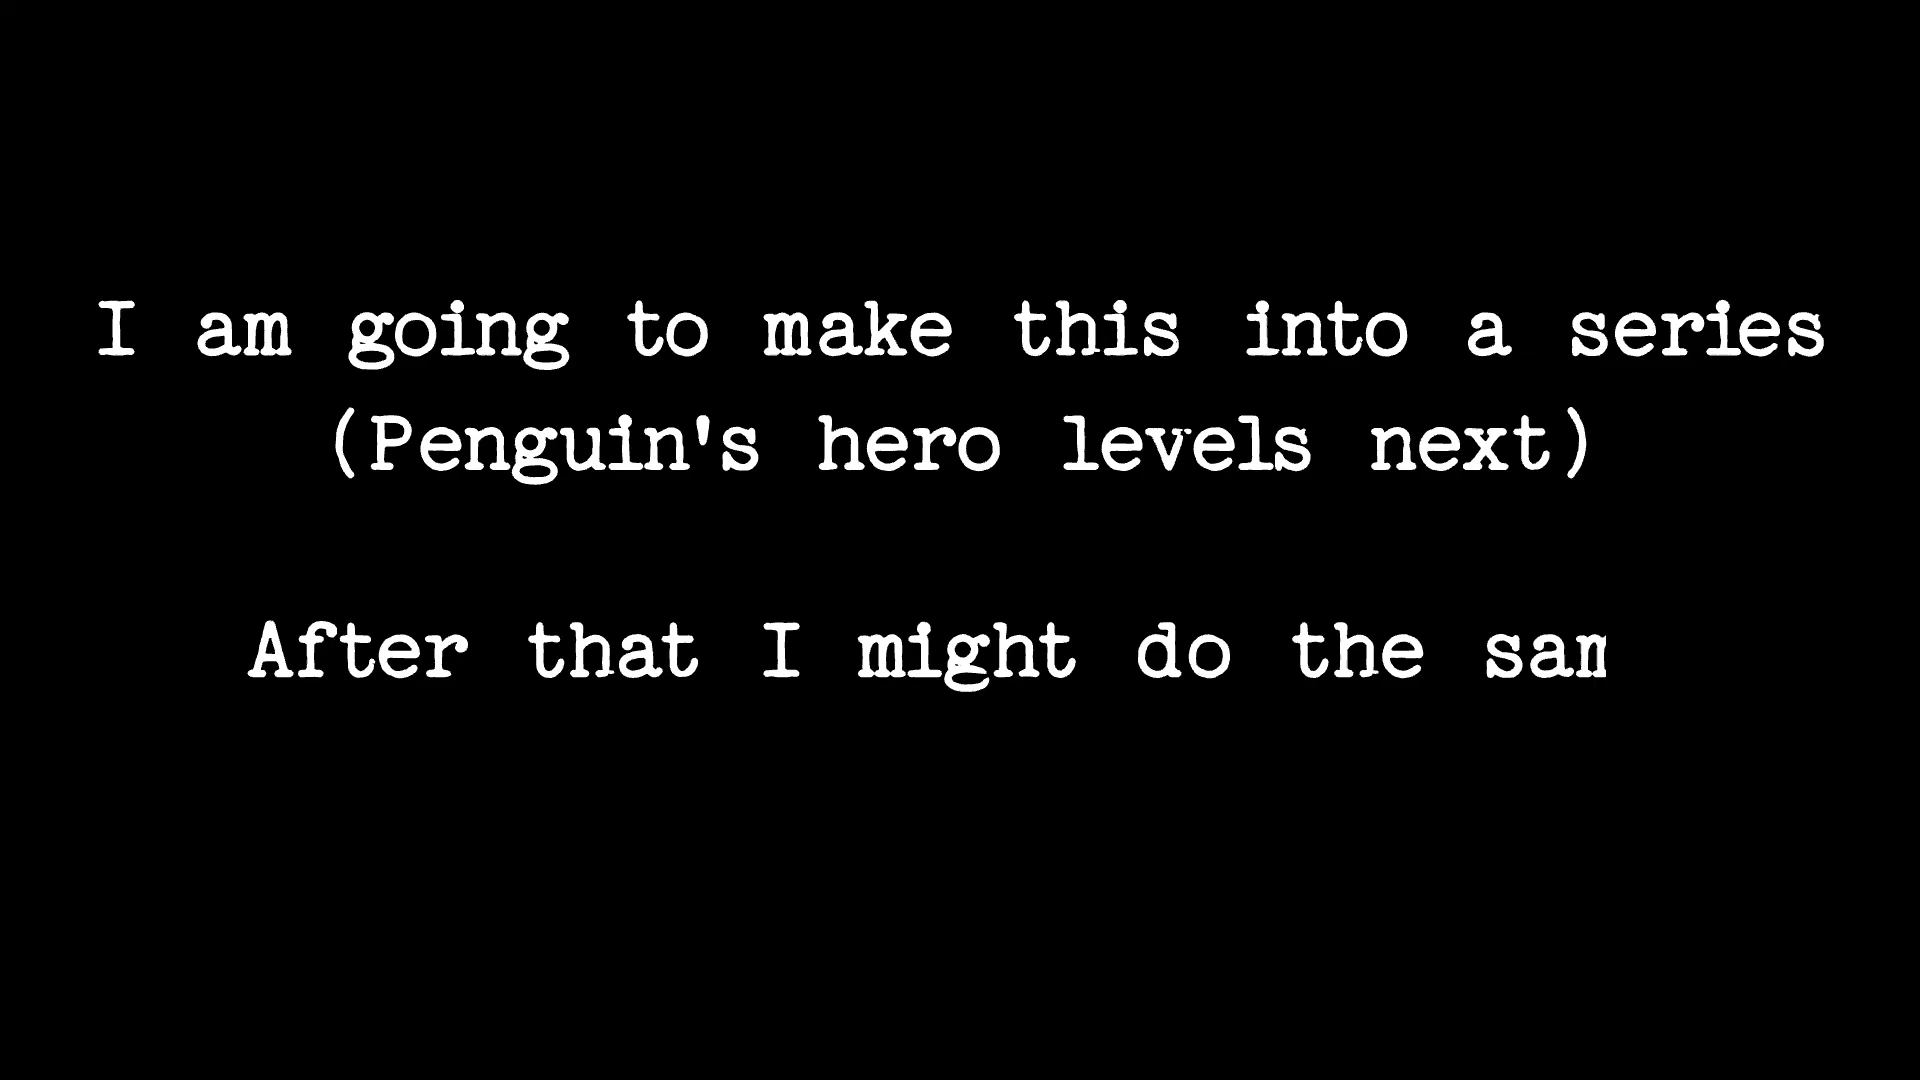 I am going to make this into a series
(Penguin's hero levels next)
After that I might do the